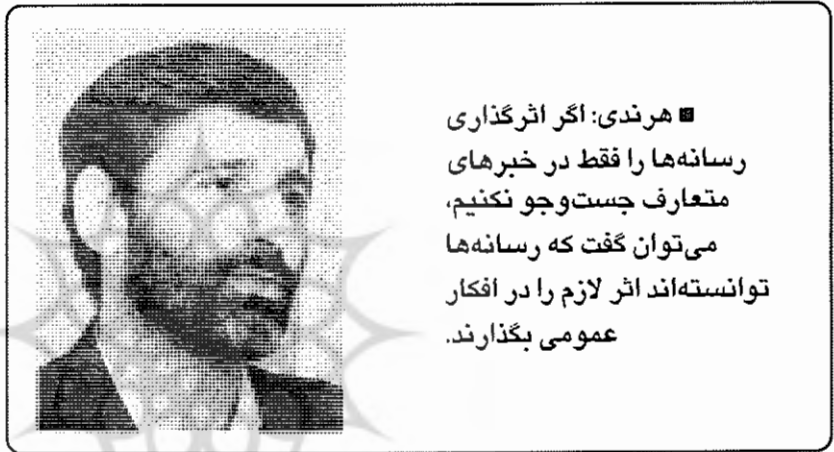 ■ هرندی: اگر اثرگذاری
رسانه‌ها را فقط در خبرهای
متعارف جست‌وجو نکنیم،
می‌توان گفت که رسانه‌ها
توانسته‌اند اثر لازم را در افکار
عمومی بگذارند.